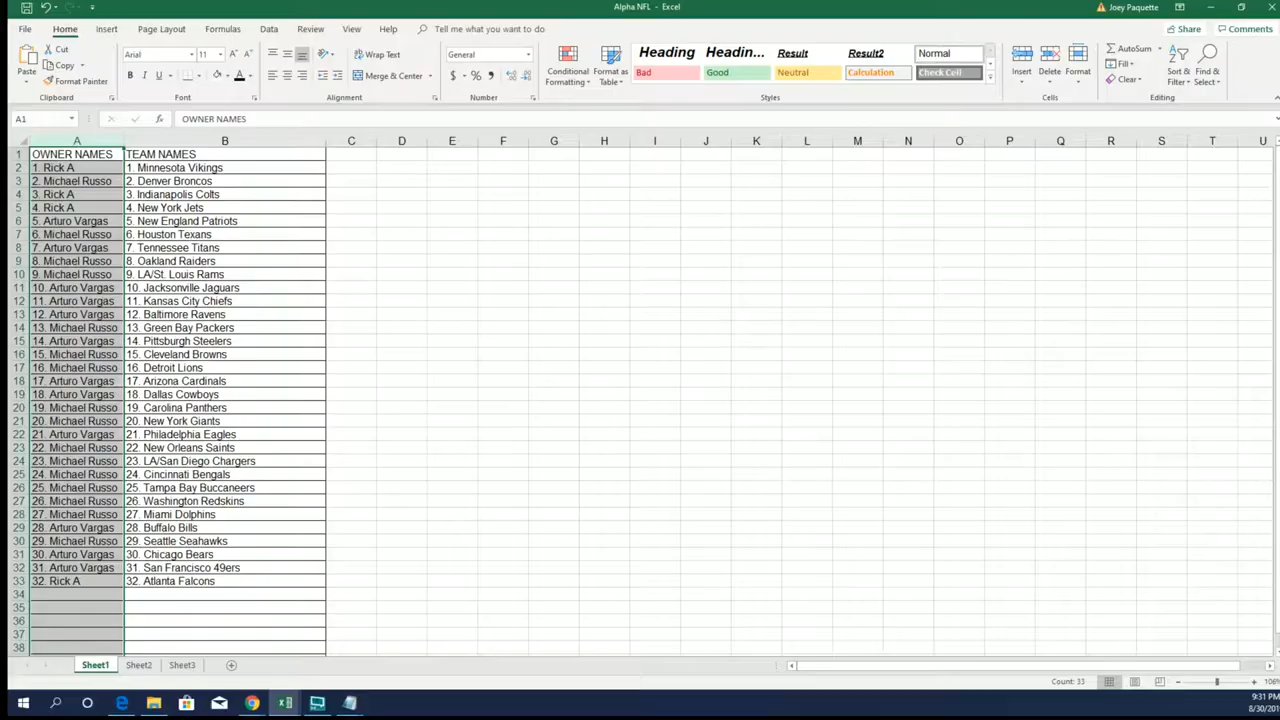 Alpha NFL - Excel
Joey Paquette
File Home Insert Page Layout Formulas Data Review View Help Tell me what you want to do Share Comments
Paste Cut Copy Format Painter Clipboard
Arial 11 B I U A Font
Wrap Text Merge & Center Alignment
General $ % , Number
Conditional Formatting Format as Table
Heading Headin... Result Result2 Normal
Bad Good Neutral Calculation Check Cell
Styles
Insert Delete Format Cells
AutoSum Fill Clear Sort & Filter Find & Select Editing
A1 fx OWNER NAMES
A B C D E F G H I J K L M N O P Q R S T U
1 OWNER NAMES TEAM NAMES
2 1. Rick A 1. Minnesota Vikings
3 2. Michael Russo 2. Denver Broncos
4 3. Rick A 3. Indianapolis Colts
5 4. Rick A 4. New York Jets
6 5. Arturo Vargas 5. New England Patriots
7 6. Michael Russo 6. Houston Texans
8 7. Arturo Vargas 7. Tennessee Titans
9 8. Michael Russo 8. Oakland Raiders
10 9. Michael Russo 9. LA/St. Louis Rams
11 10. Arturo Vargas 10. Jacksonville Jaguars
12 11. Arturo Vargas 11. Kansas City Chiefs
13 12. Arturo Vargas 12. Baltimore Ravens
14 13. Michael Russo 13. Green Bay Packers
15 14. Arturo Vargas 14. Pittsburgh Steelers
16 15. Michael Russo 15. Cleveland Browns
17 16. Michael Russo 16. Detroit Lions
18 17. Arturo Vargas 17. Arizona Cardinals
19 18. Arturo Vargas 18. Dallas Cowboys
20 19. Michael Russo 19. Carolina Panthers
21 20. Michael Russo 20. New York Giants
22 21. Arturo Vargas 21. Philadelphia Eagles
23 22. Michael Russo 22. New Orleans Saints
24 23. Michael Russo 23. LA/San Diego Chargers
25 24. Michael Russo 24. Cincinnati Bengals
26 25. Michael Russo 25. Tampa Bay Buccaneers
27 26. Michael Russo 26. Washington Redskins
28 27. Michael Russo 27. Miami Dolphins
29 28. Arturo Vargas 28. Buffalo Bills
30 29. Michael Russo 29. Seattle Seahawks
31 30. Arturo Vargas 30. Chicago Bears
32 31. Arturo Vargas 31. San Francisco 49ers
33 32. Rick A 32. Atlanta Falcons
34
35
36
37
38
Sheet1 Sheet2 Sheet3
Count: 33
9:31 PM